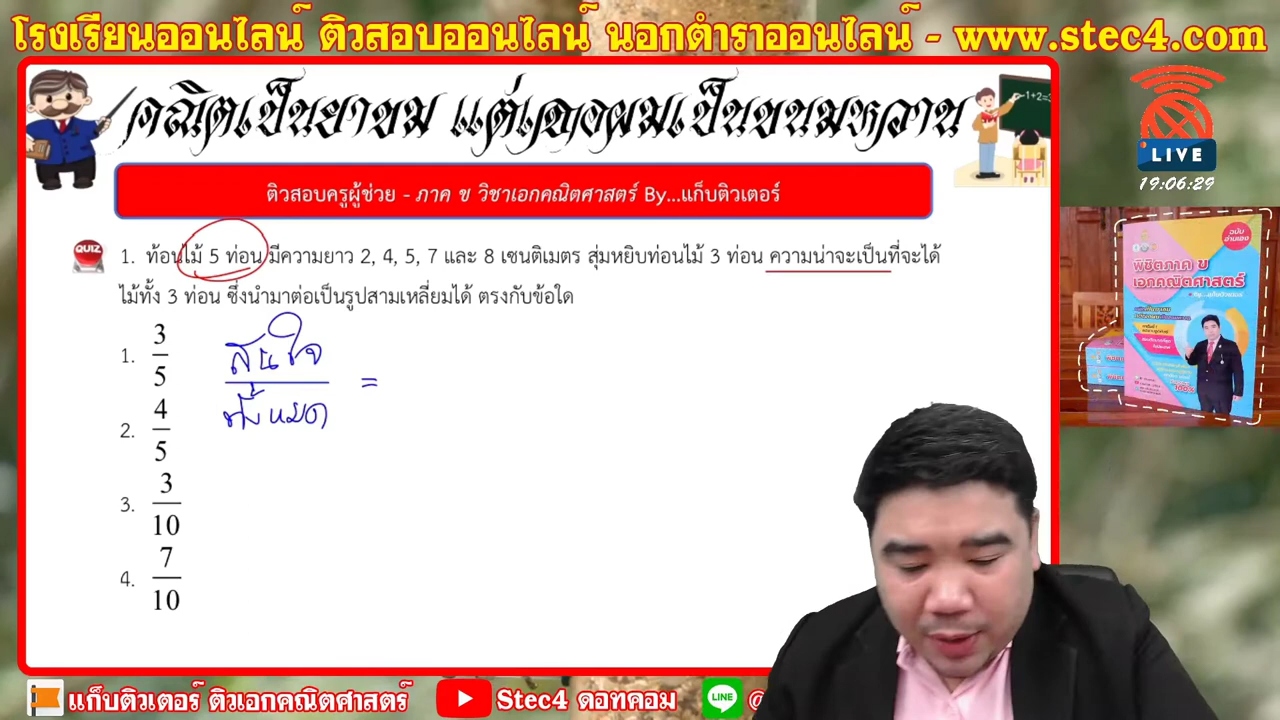 โรงเรียนออนไลน์ ติวสอบออนไลน์ นอกตำราออนไลน์ - www.stec4.com
คณิตเป็นยาขม แต่เจอผมเป็นขนมหวาน
-1+2=3
LIVE
19:06:29
ติวสอบครูผู้ช่วย - ภาค ข วิชาเอกคณิตศาสตร์ By...แก็บติวเตอร์
QUIZ
1. ท้อนไม้ 5 ท่อน มีความยาว 2, 4, 5, 7 และ 8 เซนติเมตร สุ่มหยิบท่อนไม้ 3 ท่อน ความน่าจะเป็นที่จะได้
ไม้ทั้ง 3 ท่อน ซึ่งนำมาต่อเป็นรูปสามเหลี่ยมได้ ตรงกับข้อใด
1. 3/5
2. 4/5
3. 3/10
4. 7/10
สนใจ
ทั้งหมด
=
ฉบับ
อ่านเอง
พิชิตภาค ข
เอกคณิตศาสตร์
แก็บติวเตอร์ ติวเอกคณิตศาสตร์
Stec4 ดอทคอม
LINE
@